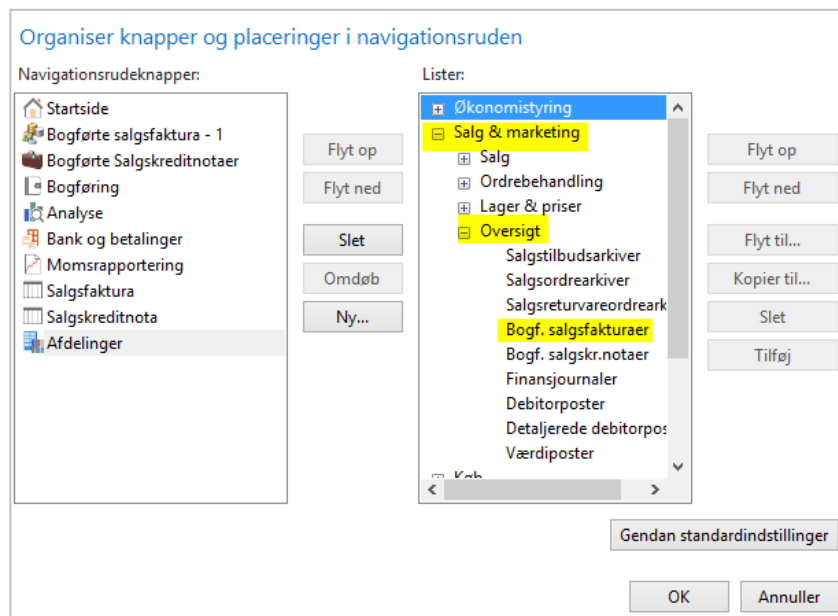 Organiser knapper og placeringer i navigationsruden
Navigationsrudeknapper:
Startside
Bogførte salgsfaktura - 1
Bogførte Salgskreditnotaer
Bogføring
Analyse
Bank og betalinger
Momsrapportering
Salgsfaktura
Salgskreditnota
Afdelinger
Flyt op
Flyt ned
Slet
Omdøb
Ny...
Lister:
Økonomistyring
Salg & marketing
Salg
Ordrebehandling
Lager & priser
Oversigt
Salgstilbudsarkiver
Salgsordrearkiver
Salgsreturvareordreark
Bogf. salgsfakturaer
Bogf. salgskr.notaer
Finansjournaler
Debitorposter
Detaljerede debitorpos
Værdiposter
Køb
Flyt op
Flyt ned
Flyt til...
Kopier til...
Slet
Tilføj
Gendan standardindstillinger
OK
Annuller